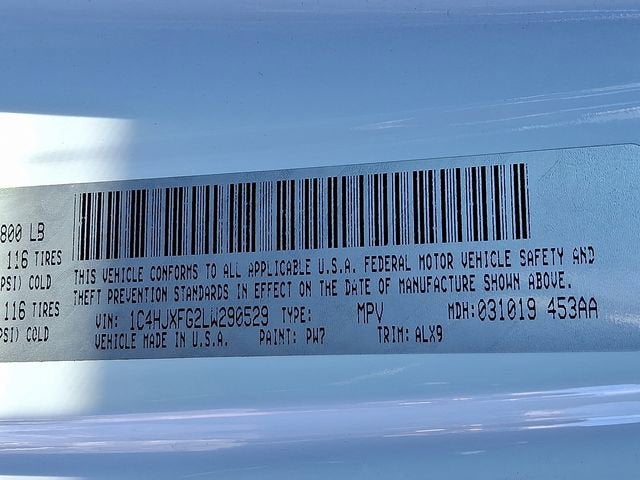 800 LB
116 TIRES
PSI) COLD
116 TIRES
PSI) COLD
THIS VEHICLE CONFORMS TO ALL APPLICABLE U.S.A. FEDERAL MOTOR VEHICLE SAFETY AND
THEFT PREVENTION STANDARDS IN EFFECT ON THE DATE OF MANUFACTURE SHOWN ABOVE.
VIN: 1C4HJXFG2LW290529 TYPE: MPV MDH:031019 453AA
VEHICLE MADE IN U.S.A. PAINT: PW7 TRIM: ALX9